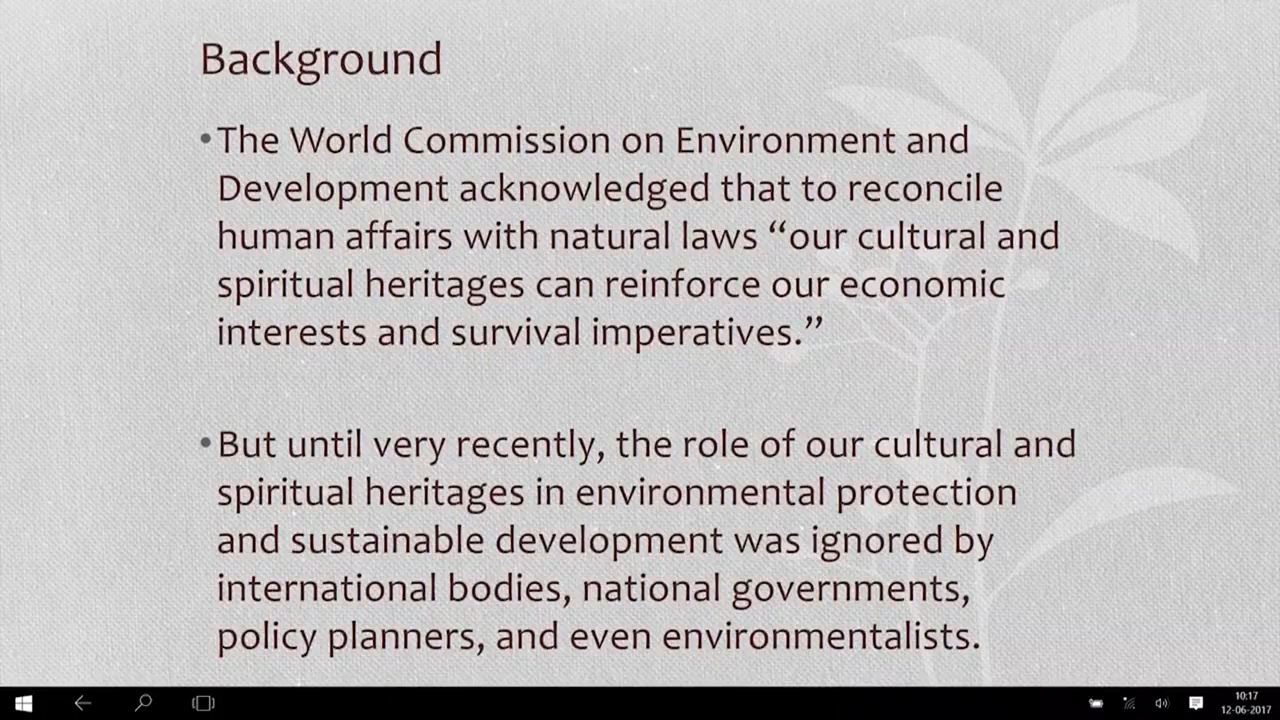 Background
•The World Commission on Environment and
Development acknowledged that to reconcile
human affairs with natural laws “our cultural and
spiritual heritages can reinforce our economic
interests and survival imperatives.”
•But until very recently, the role of our cultural and
spiritual heritages in environmental protection
and sustainable development was ignored by
international bodies, national governments,
policy planners, and even environmentalists.
10:17
12-06-2017